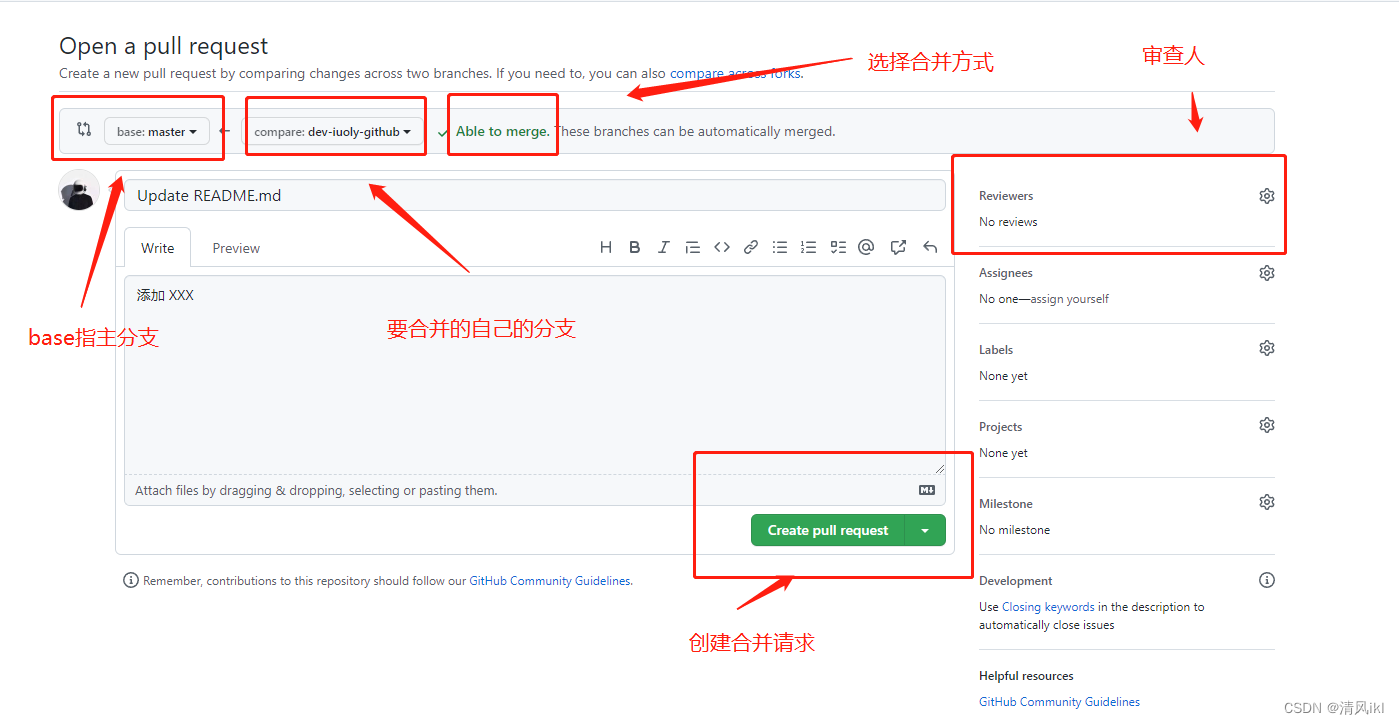 Open a pull request
Create a new pull request by comparing changes across two branches. If you need to, you can also compare across forks.
选择合并方式
审查人
base: master
compare: dev-iuoly-github
Able to merge. These branches can be automatically merged.
Update README.md
Write
Preview
添加 XXX
base指主分支
要合并的自己的分支
Attach files by dragging & dropping, selecting or pasting them.
Create pull request
Remember, contributions to this repository should follow our GitHub Community Guidelines.
创建合并请求
Reviewers
No reviews
Assignees
No one—assign yourself
Labels
None yet
Projects
None yet
Milestone
No milestone
Development
Use Closing keywords in the description to
automatically close issues
Helpful resources
GitHub Community Guidelines
CSDN @清风ikl